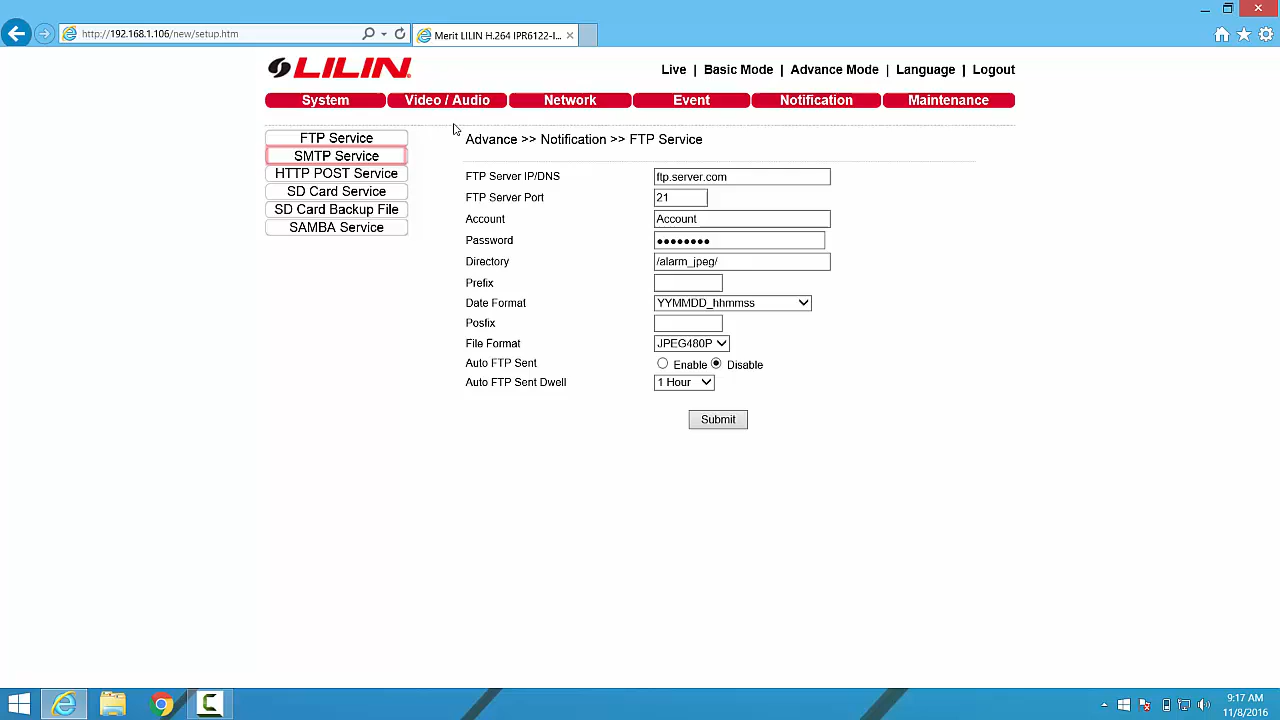 http://192.168.1.106/new/setup.htm
Merit LILIN H.264 IPR6122-I...
LILIN
Live | Basic Mode | Advance Mode | Language | Logout
System Video / Audio Network Event Notification Maintenance
FTP Service
SMTP Service
HTTP POST Service
SD Card Service
SD Card Backup File
SAMBA Service
Advance >> Notification >> FTP Service
FTP Server IP/DNS ftp.server.com
FTP Server Port 21
Account Account
Password ●●●●●●●●
Directory /alarm_jpeg/
Prefix
Date Format YYMMDD_hhmmss
Posfix
File Format JPEG480P
Auto FTP Sent Enable Disable
Auto FTP Sent Dwell 1 Hour
Submit
9:17 AM
11/8/2016